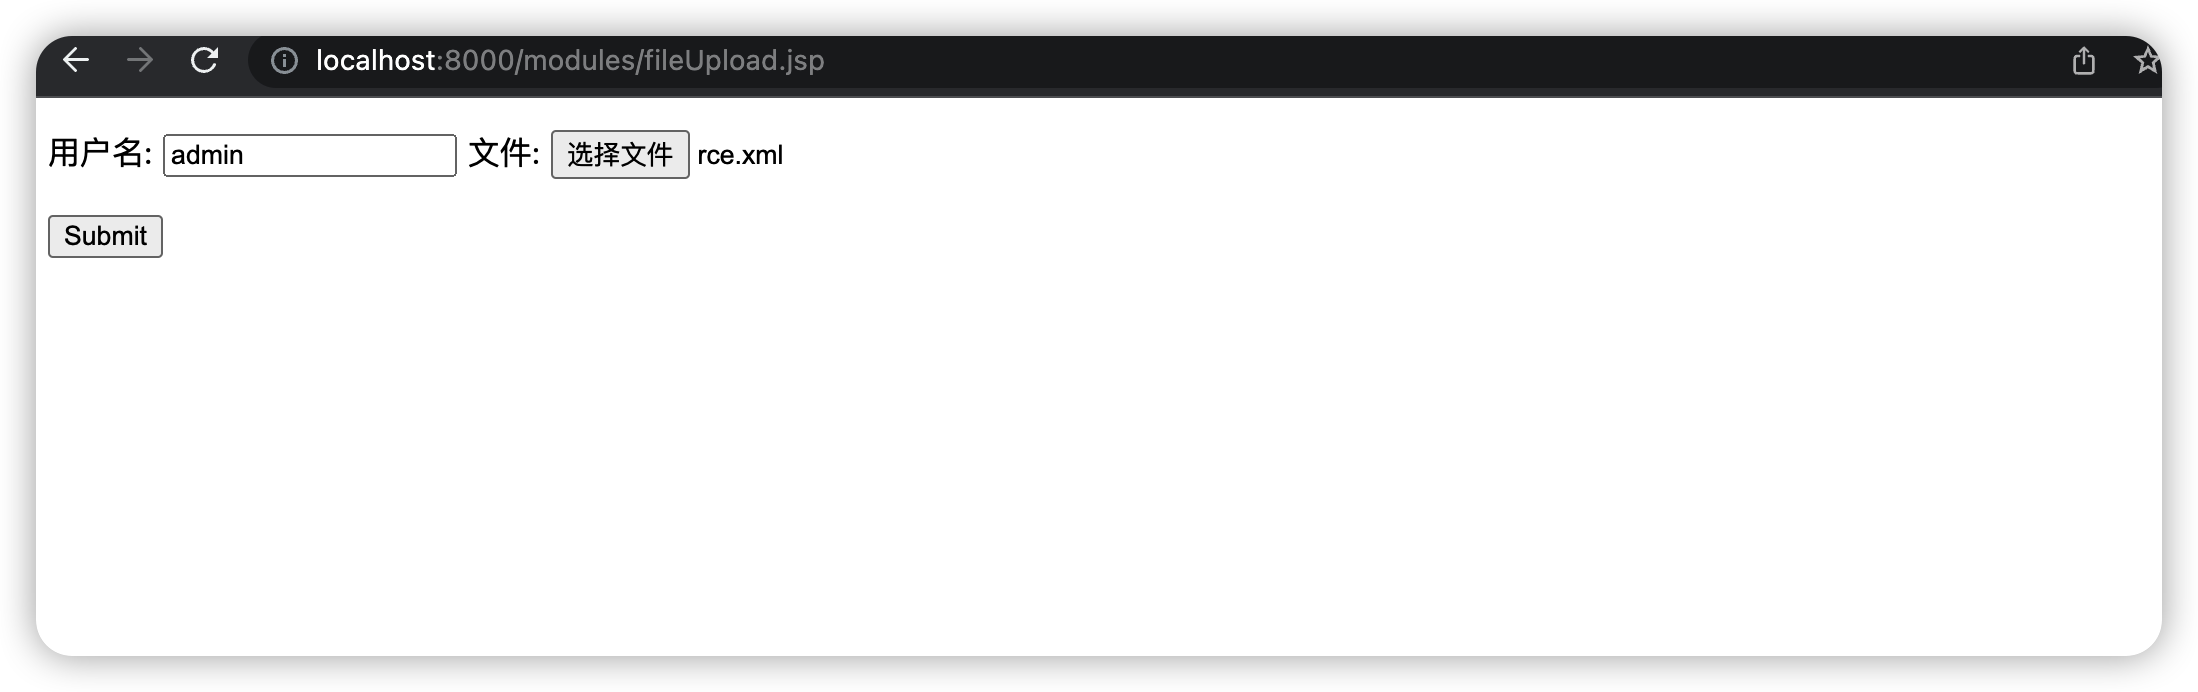 localhost:8000/modules/fileUpload.jsp
用户名: admin 文件: 选择文件 rce.xml
Submit